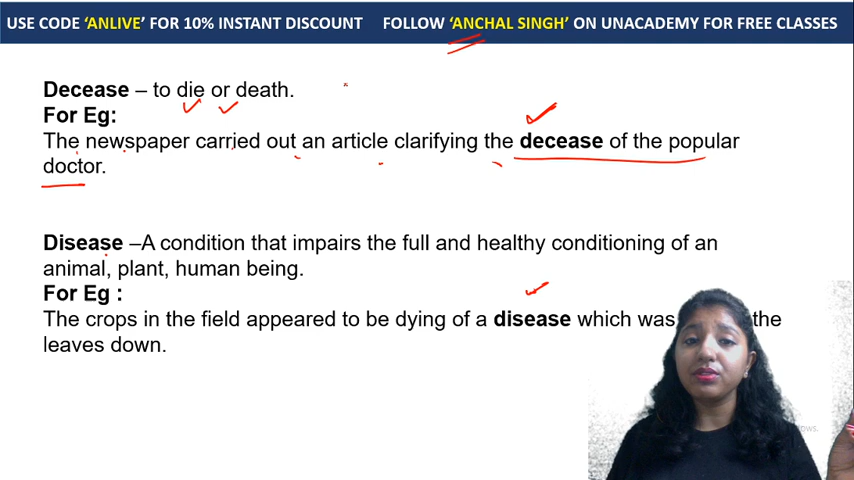 USE CODE ‘ANLIVE’ FOR 10% INSTANT DISCOUNT FOLLOW ‘ANCHAL SINGH’ ON UNACADEMY FOR FREE CLASSES
Decease – to die or death.
For Eg:
The newspaper carried out an article clarifying the decease of the popular
doctor.
Disease –A condition that impairs the full and healthy conditioning of an
animal, plant, human being.
For Eg :
The crops in the field appeared to be dying of a disease which was the
leaves down.